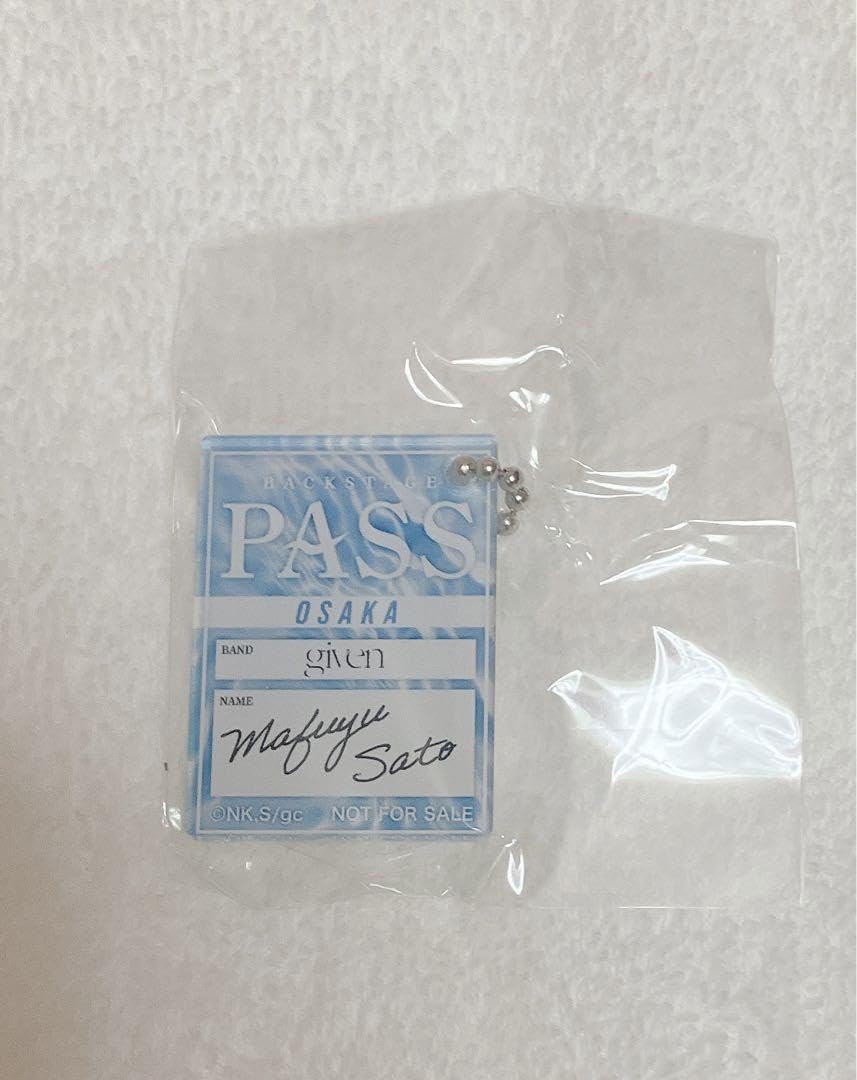 BACKSTAGE
PASS
OSAKA
BAND given
NAME
Mafuyu
Sato
©NK,S/gc NOT FOR SALE